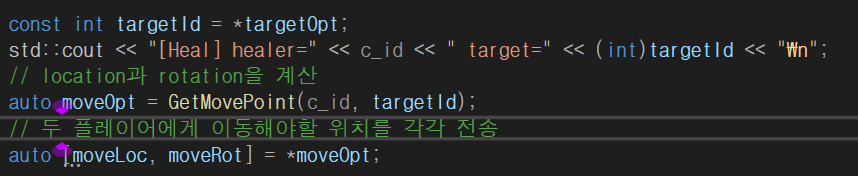 const int targetId = *targetOpt;
std::cout << "[Heal] healer=" << c_id << " target=" << (int)targetId << "₩n";
// location과 rotation을 계산
auto moveOpt = GetMovePoint(c_id, targetId);
// 두 플레이어에게 이동해야할 위치를 각각 전송
auto [moveLoc, moveRot] = *moveOpt;